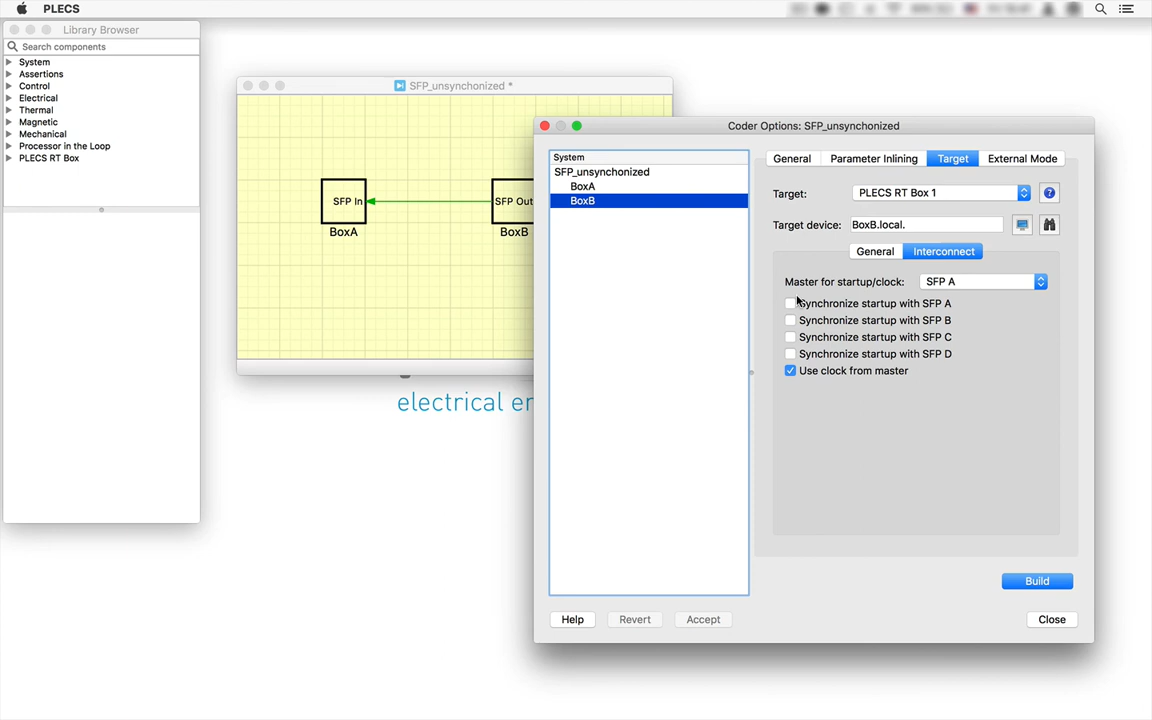 PLECS
Library Browser
Search components
System
Assertions
Control
Electrical
Thermal
Magnetic
Mechanical
Processor in the Loop
PLECS RT Box
SFP_unsynchonized *
SFP In
SFP Out
BoxA
BoxB
electrical
Coder Options: SFP_unsynchonized
System
SFP_unsynchonized
BoxA
BoxB
General
Parameter Inlining
Target
External Mode
Target:
PLECS RT Box 1
?
Target device:
BoxB.local.
General
Interconnect
Master for startup/clock:
SFP A
Synchronize startup with SFP A
Synchronize startup with SFP B
Synchronize startup with SFP C
Synchronize startup with SFP D
Use clock from master
Build
Help
Revert
Accept
Close